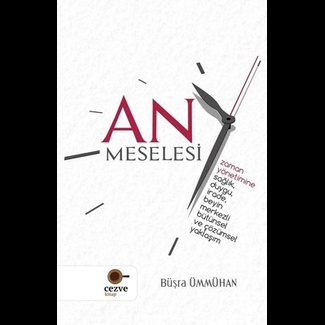 AN
MESELESİ
zaman
yönetimine
sağlık,
duygu,
irade,
beyin
merkezli
bütünsel
ve çözümsel
yaklaşım
cezve
kitap
Büşra ÜMMÜHAN